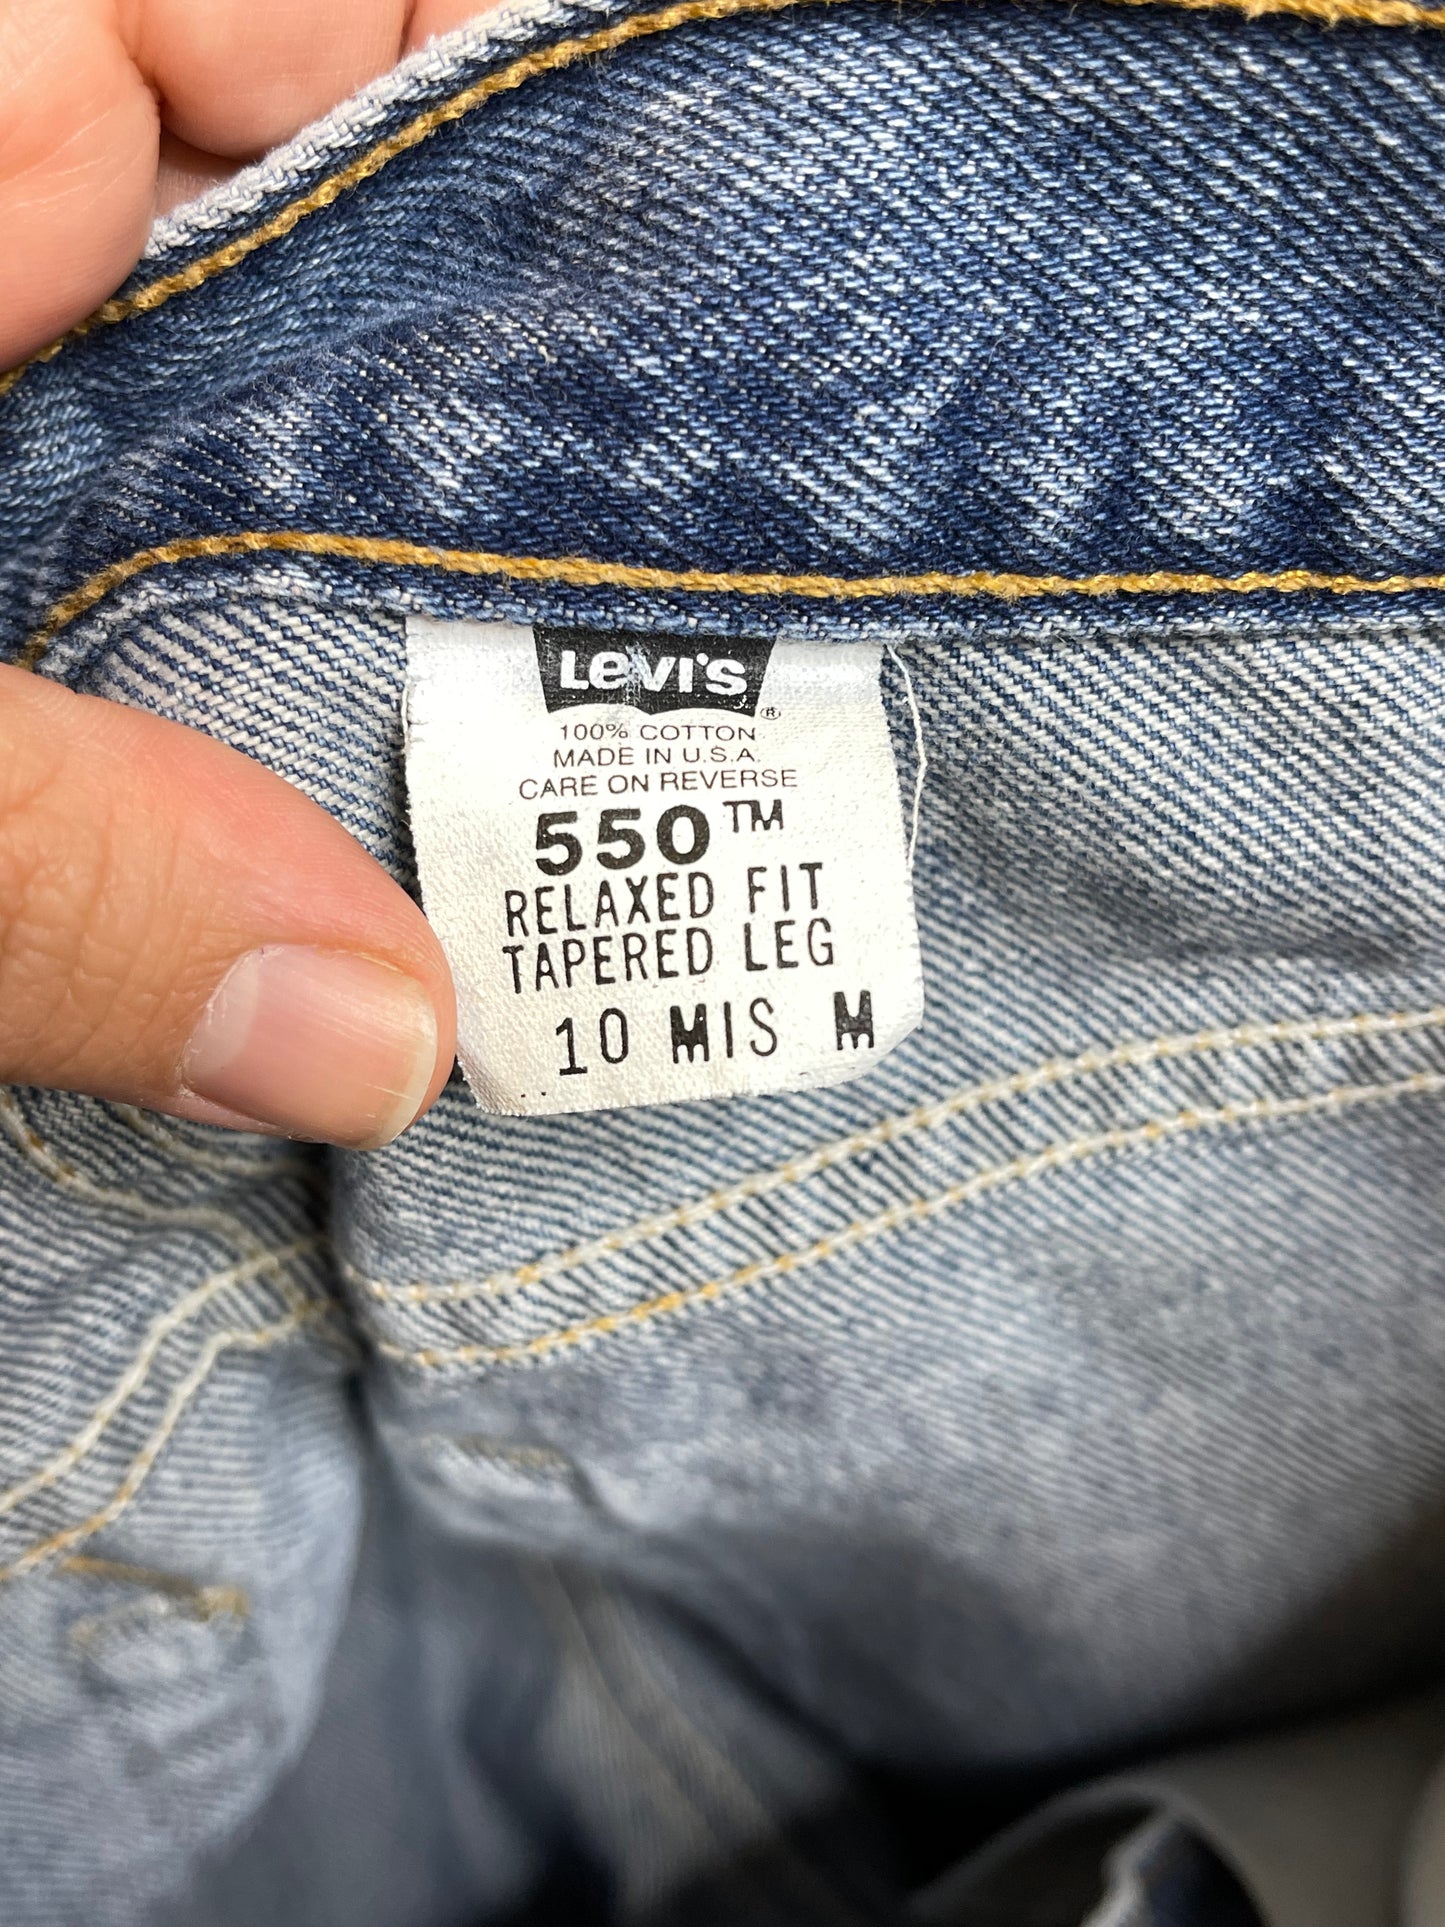 Levi's ®
100% COTTON
MADE IN U.S.A.
CARE ON REVERSE
550™
RELAXED FIT
TAPERED LEG
10 MIS M